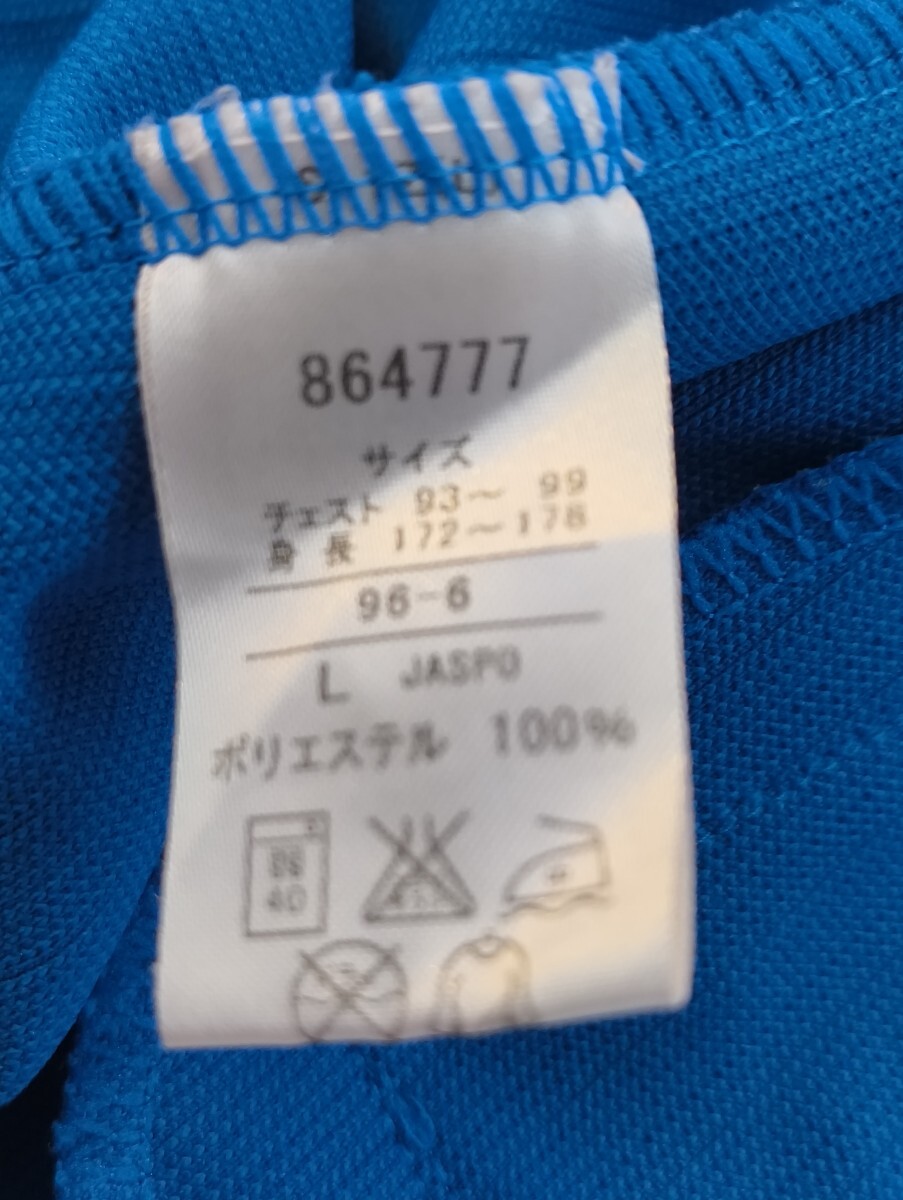 864777
サイズ
チェスト 93～ 99
身長 172～178
96-6
L JASPO
ポリエステル 100%
40